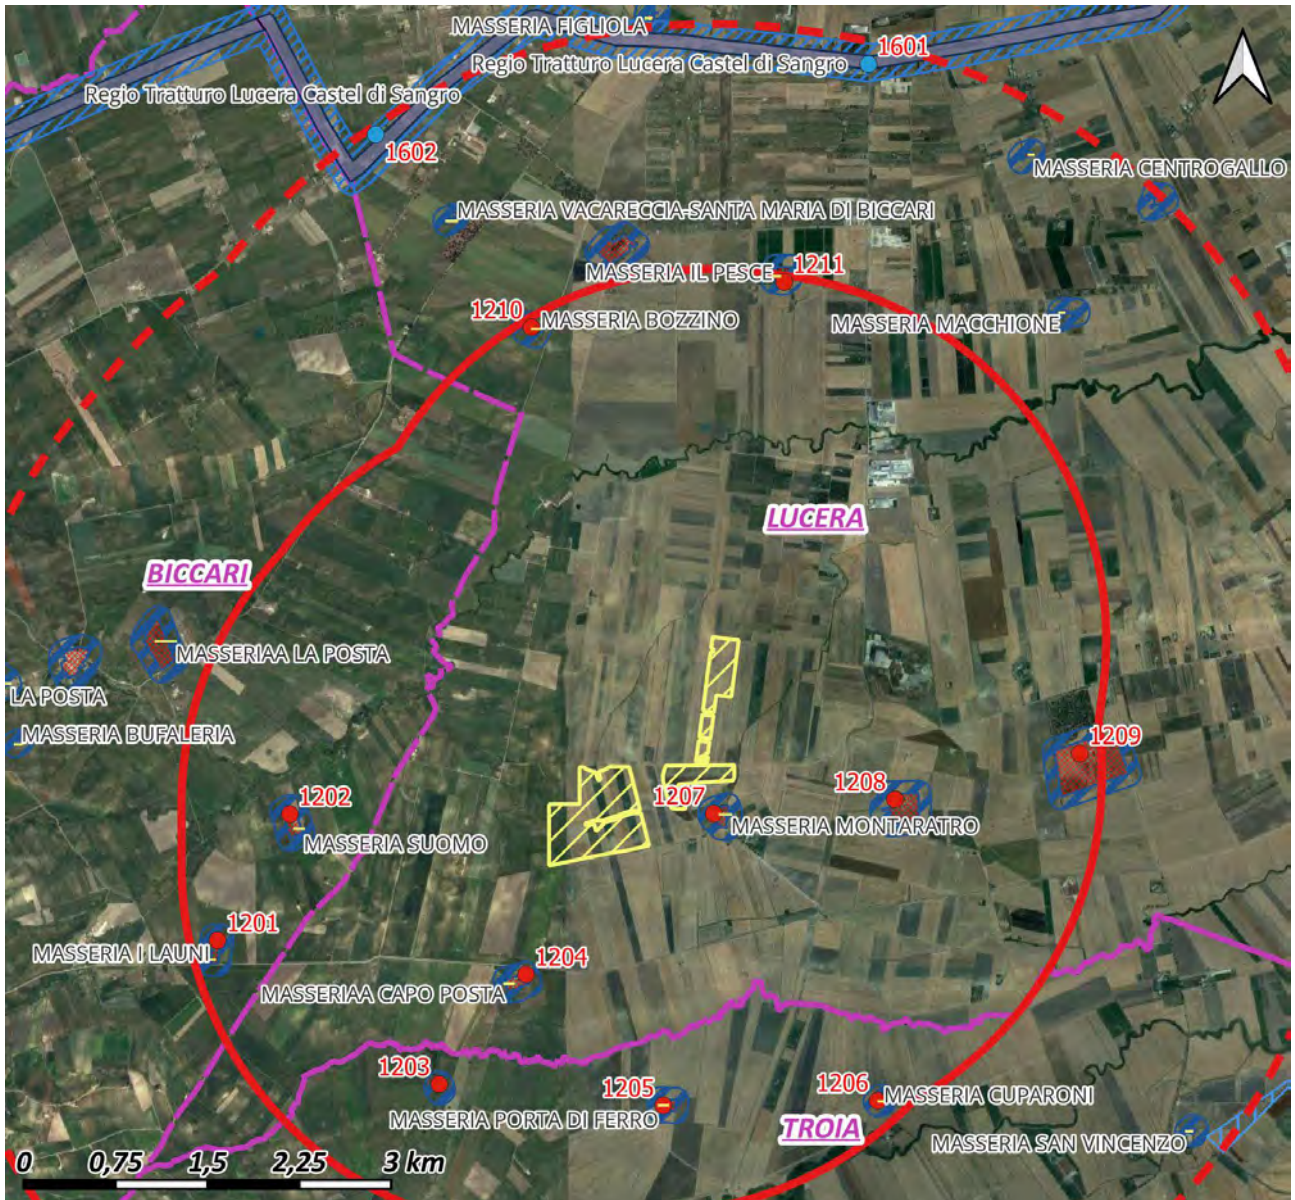 MASSERIA FIGLIOLA
1601
Regio Tratturo Lucera Castel di Sangro
Regio Tratturo Lucera Castel di Sangro
1602
MASSERIA CENTROGALLO
MASSERIA VACARECCIA-SANTA MARIA DI BICCARI
1211
MASSERIA IL PESCE
1210
MASSERIA BOZZINO
MASSERIA MACCHIONE
LUCERA
BICCARI
MASSERIAA LA POSTA
LA POSTA
MASSERIA BUFALERIA
1209
1208
1207
1202
MASSERIA MONTARATRO
MASSERIA SUOMO
1201
MASSERIA I LAUNI
1204
MASSERIAA CAPO POSTA
1203
1205
1206
MASSERIA CUPARONI
MASSERIA PORTA DI FERRO
TROIA
MASSERIA SAN VINCENZO
0 0,75 1,5 2,25 3 km